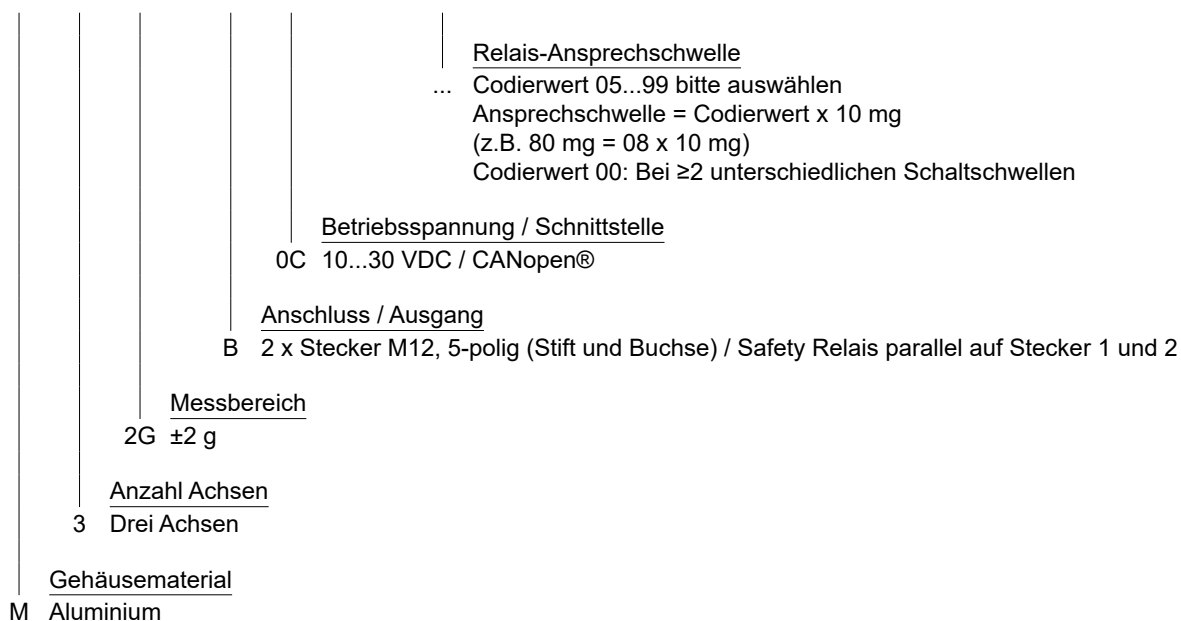 Relais-Ansprechschwelle
... Codierwert 05...99 bitte auswählen
Ansprechschwelle = Codierwert x 10 mg
(z.B. 80 mg = 08 x 10 mg)
Codierwert 00: Bei ≥2 unterschiedlichen Schaltschwellen
Betriebsspannung / Schnittstelle
0C 10...30 VDC / CANopen®
Anschluss / Ausgang
B 2 x Stecker M12, 5-polig (Stift und Buchse) / Safety Relais parallel auf Stecker 1 und 2
Messbereich
2G ±2 g
Anzahl Achsen
3 Drei Achsen
Gehäusematerial
M Aluminium